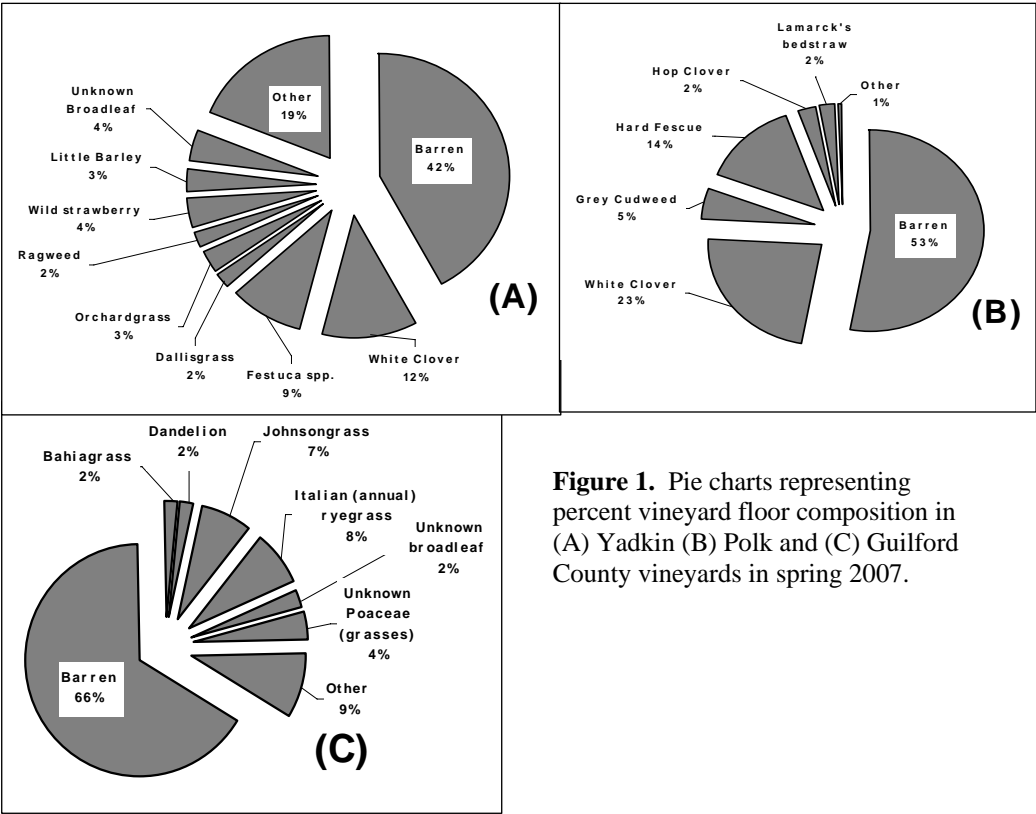 Other
19%
Barren
42%
White Clover
12%
Festuca spp.
9%
Dallisgrass
2%
Orchardgrass
3%
Ragweed
2%
Wild strawberry
4%
Little Barley
3%
Unknown
Broadleaf
4%
(A)
Lamarck's
bedstraw
2%
Other
1%
Hop Clover
2%
Hard Fescue
14%
Grey Cudweed
5%
White Clover
23%
Barren
53%
(B)
Bahiagrass
2%
Dandelion
2%
Johnsongrass
7%
Italian (annual)
ryegrass
8%
Unknown
broadleaf
2%
Unknown
Poaceae
(grasses)
4%
Other
9%
Barren
66%
(C)
Figure 1. Pie charts representing
percent vineyard floor composition in
(A) Yadkin (B) Polk and (C) Guilford
County vineyards in spring 2007.